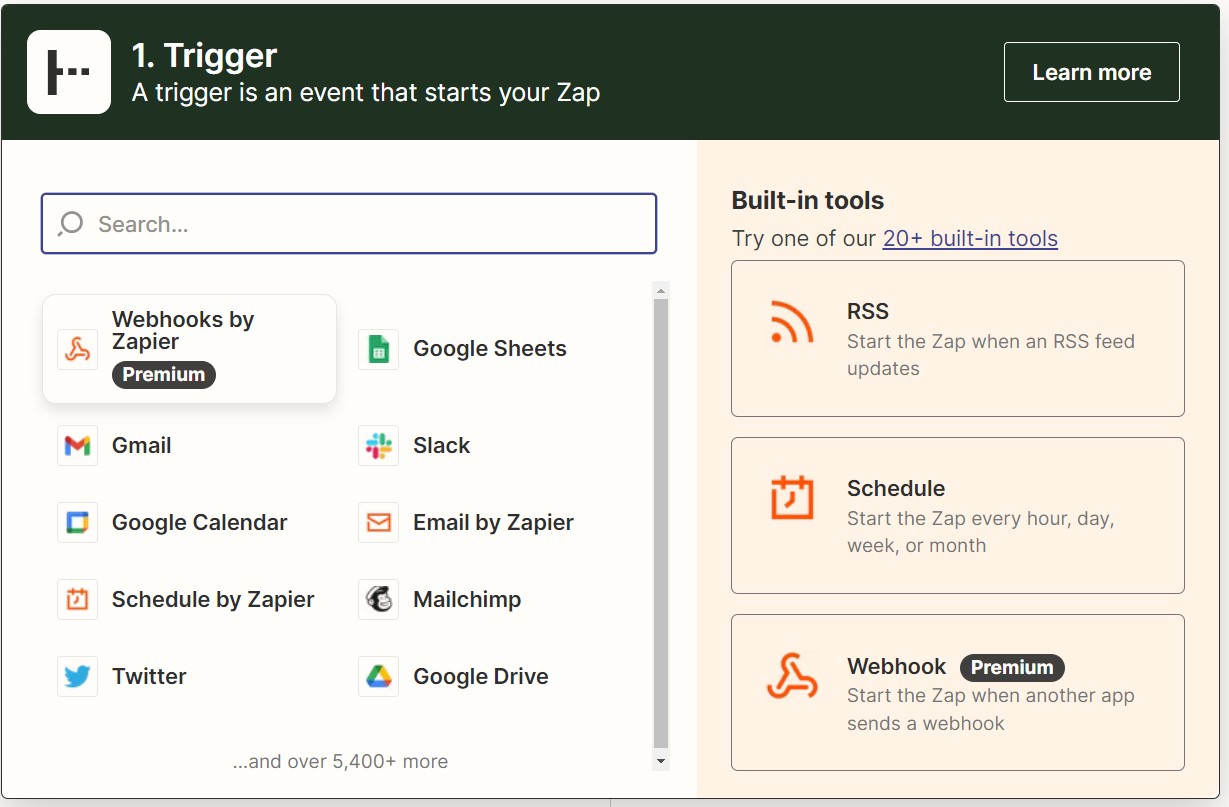 1. Trigger
A trigger is an event that starts your Zap
Learn more
Search...
Webhooks by
Zapier
Premium
Google Sheets
Gmail
Slack
Google Calendar
Email by Zapier
Schedule by Zapier
Mailchimp
Twitter
Google Drive
...and over 5,400+ more
Built-in tools
Try one of our 20+ built-in tools
RSS
Start the Zap when an RSS feed
updates
Schedule
Start the Zap every hour, day,
week, or month
Webhook Premium
Start the Zap when another app
sends a webhook